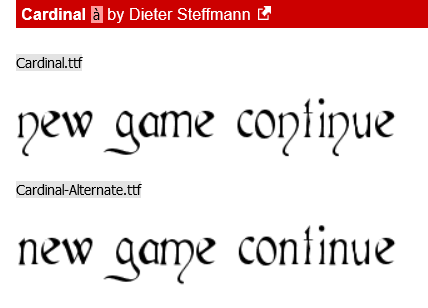 Cardinal à by Dieter Steffmann
Cardinal.ttf
new game continue
Cardinal-Alternate.ttf
new game continue